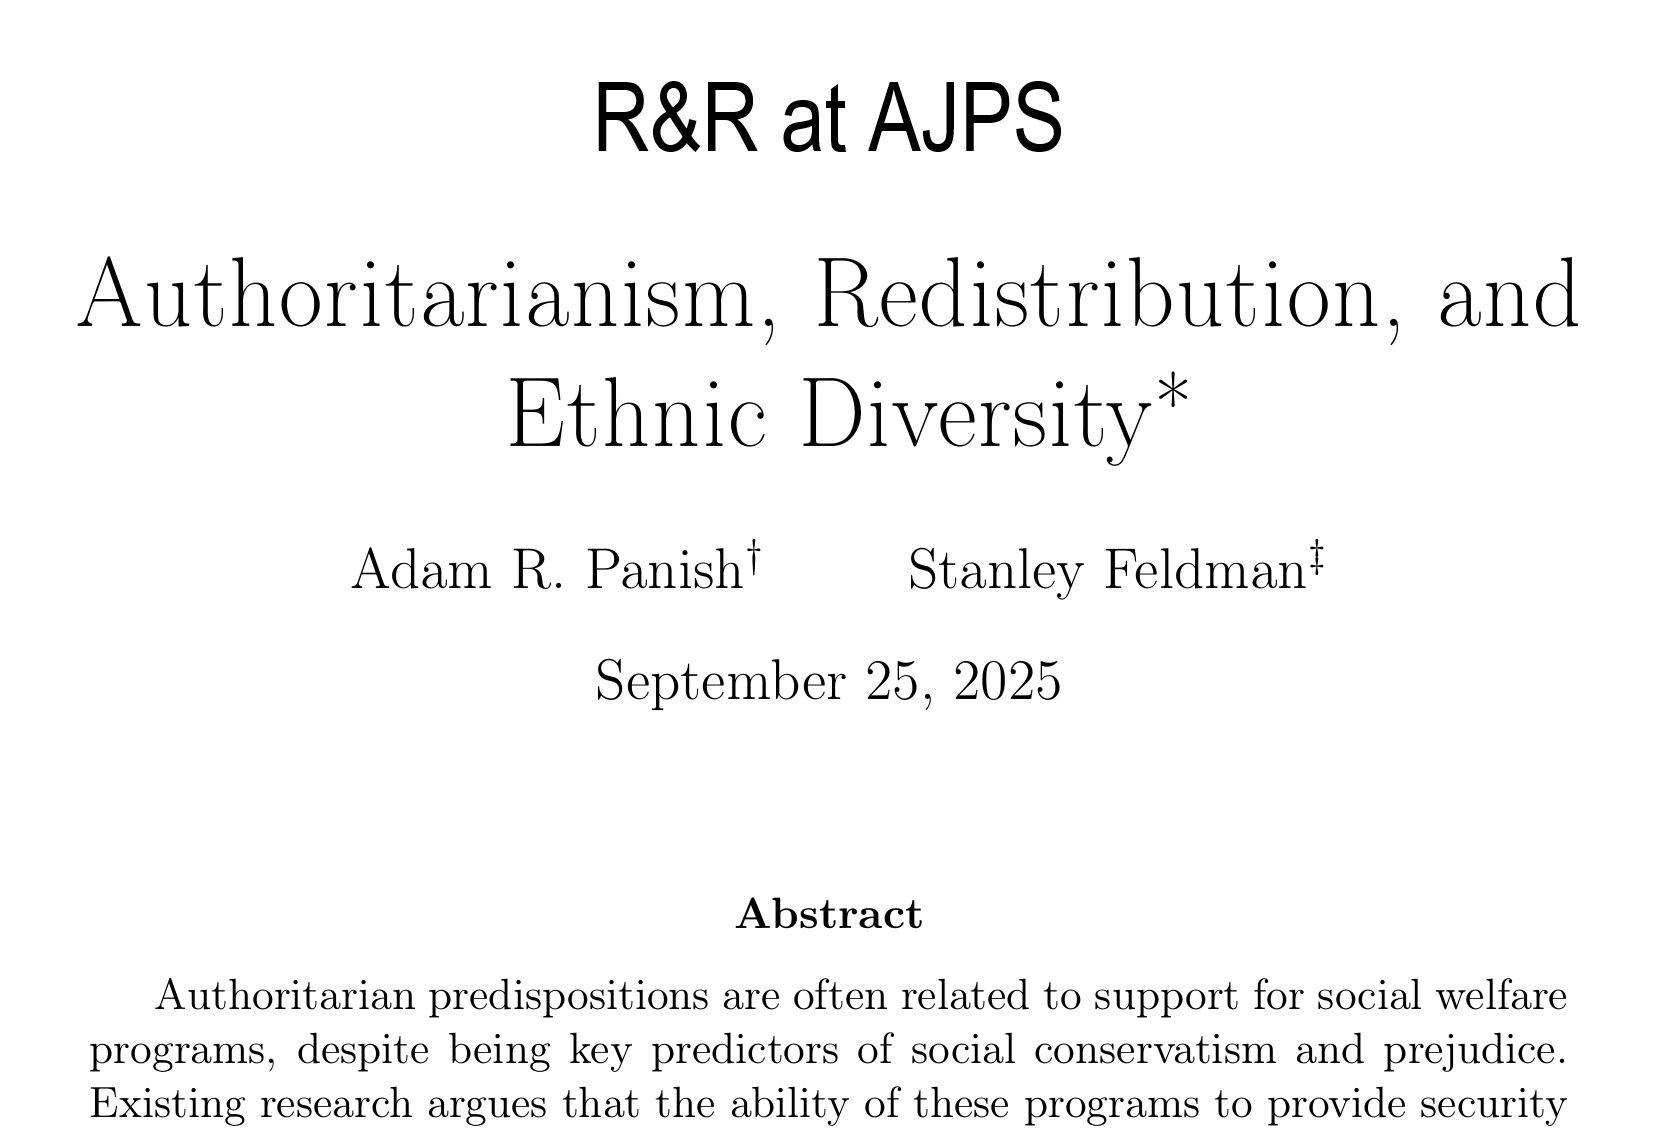 R&R at AJPS
Authoritarianism, Redistribution, and
Ethnic Diversity*
Adam R. Panish† Stanley Feldman‡
September 25, 2025
Abstract
Authoritarian predispositions are often related to support for social welfare
programs, despite being key predictors of social conservatism and prejudice.
Existing research argues that the ability of these programs to provide security